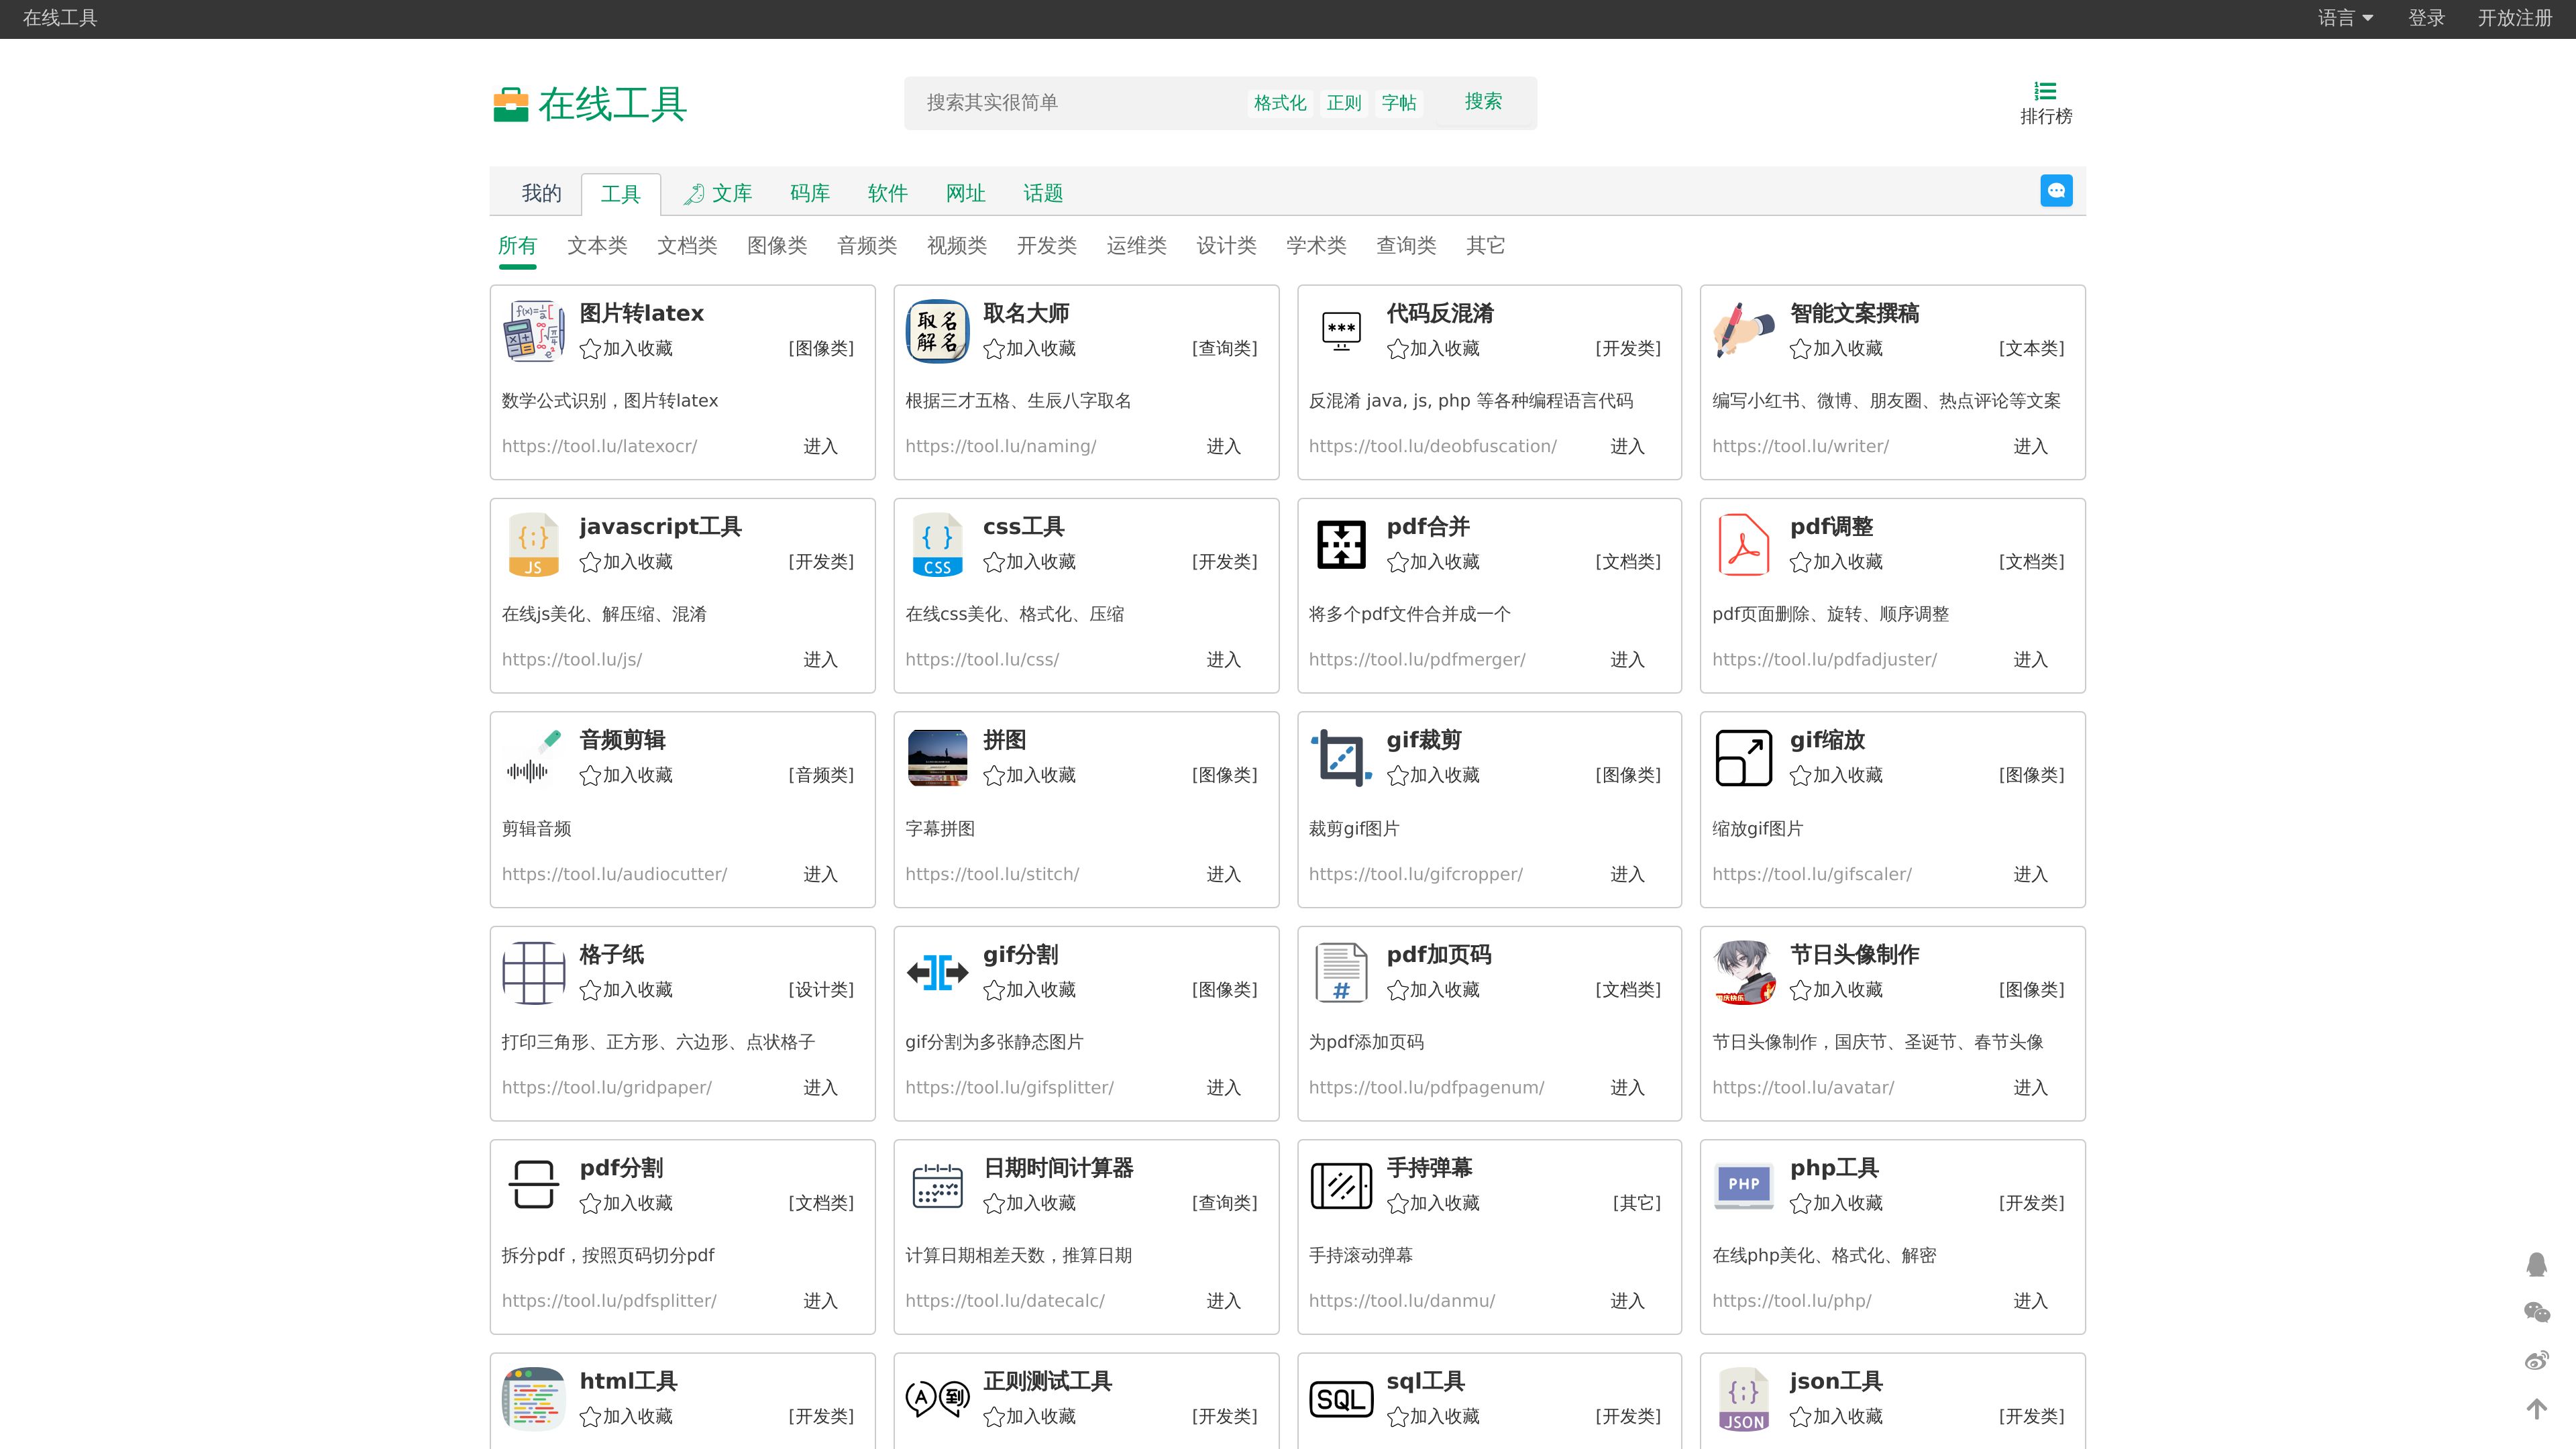 在线工具
语言 登录 开放注册
在线工具
搜索其实很简单 格式化 正则 字帖 搜索
排行榜
我的 工具 文库 码库 软件 网址 话题
所有 文本类 文档类 图像类 音频类 视频类 开发类 运维类 设计类 学术类 查询类 其它
图片转latex
加入收藏 [图像类]
数学公式识别，图片转latex
https://tool.lu/latexocr/ 进入
取名解名
取名大师
加入收藏 [查询类]
根据三才五格、生辰八字取名
https://tool.lu/naming/ 进入
***
代码反混淆
加入收藏 [开发类]
反混淆 java, js, php 等各种编程语言代码
https://tool.lu/deobfuscation/ 进入
智能文案撰稿
加入收藏 [文本类]
编写小红书、微博、朋友圈、热点评论等文案
https://tool.lu/writer/ 进入
{;} JS
javascript工具
加入收藏 [开发类]
在线js美化、解压缩、混淆
https://tool.lu/js/ 进入
{ } CSS
css工具
加入收藏 [开发类]
在线css美化、格式化、压缩
https://tool.lu/css/ 进入
pdf合并
加入收藏 [文档类]
将多个pdf文件合并成一个
https://tool.lu/pdfmerger/ 进入
pdf调整
加入收藏 [文档类]
pdf页面删除、旋转、顺序调整
https://tool.lu/pdfadjuster/ 进入
音频剪辑
加入收藏 [音频类]
剪辑音频
https://tool.lu/audiocutter/ 进入
拼图
加入收藏 [图像类]
字幕拼图
https://tool.lu/stitch/ 进入
gif裁剪
加入收藏 [图像类]
裁剪gif图片
https://tool.lu/gifcropper/ 进入
gif缩放
加入收藏 [图像类]
缩放gif图片
https://tool.lu/gifscaler/ 进入
格子纸
加入收藏 [设计类]
打印三角形、正方形、六边形、点状格子
https://tool.lu/gridpaper/ 进入
gif分割
加入收藏 [图像类]
gif分割为多张静态图片
https://tool.lu/gifsplitter/ 进入
#
pdf加页码
加入收藏 [文档类]
为pdf添加页码
https://tool.lu/pdfpagenum/ 进入
节日头像制作
加入收藏 [图像类]
节日头像制作，国庆节、圣诞节、春节头像
https://tool.lu/avatar/ 进入
pdf分割
加入收藏 [文档类]
拆分pdf，按照页码切分pdf
https://tool.lu/pdfsplitter/ 进入
日期时间计算器
加入收藏 [查询类]
计算日期相差天数，推算日期
https://tool.lu/datecalc/ 进入
手持弹幕
加入收藏 [其它]
手持滚动弹幕
https://tool.lu/danmu/ 进入
PHP
php工具
加入收藏 [开发类]
在线php美化、格式化、解密
https://tool.lu/php/ 进入
html工具
加入收藏 [开发类]
A 到
正则测试工具
加入收藏 [开发类]
SQL
sql工具
加入收藏 [开发类]
{;} JSON
json工具
加入收藏 [开发类]